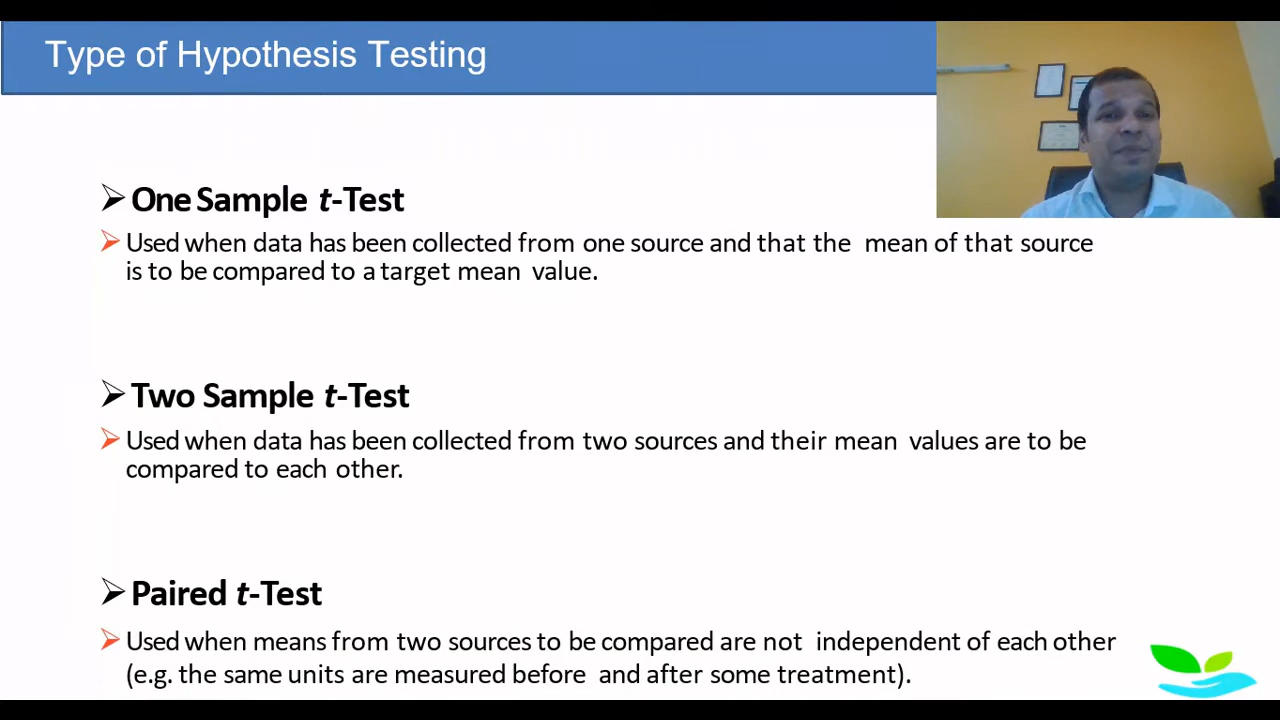 Type of Hypothesis Testing
One Sample t-Test
Used when data has been collected from one source and that the mean of that source
is to be compared to a target mean value.
Two Sample t-Test
Used when data has been collected from two sources and their mean values are to be
compared to each other.
Paired t-Test
Used when means from two sources to be compared are not independent of each other
(e.g. the same units are measured before and after some treatment).